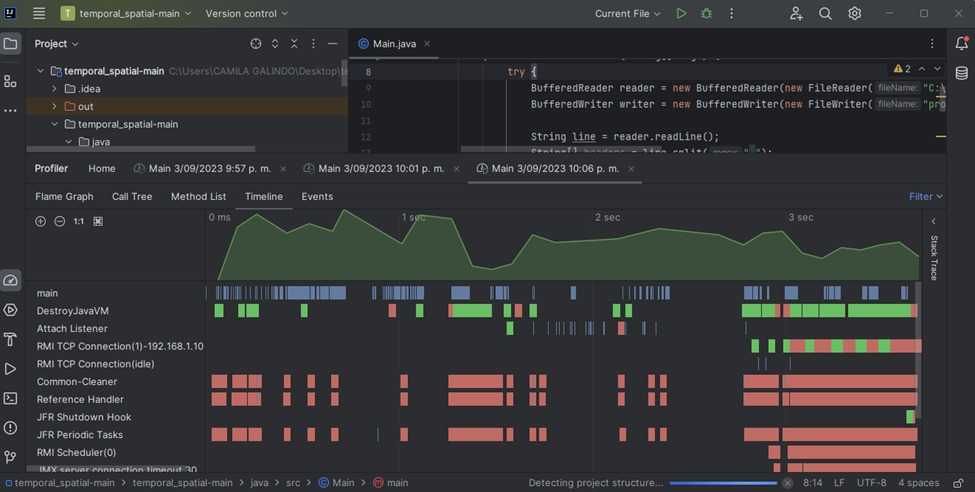 temporal_spatial-main
Version control
Current File
Project
Main.java
temporal_spatial-main C:\Users\CAMILA GALINDO\Desktop\te
.idea
out
temporal_spatial-main
java
8 try {
9 BufferedReader reader = new BufferedReader(new FileReader( fileName: "C:\
10 BufferedWriter writer = new BufferedWriter(new FileWriter( fileName: "pro
11
12 String line = reader.readLine();
2
Profiler
Home
Main 3/09/2023 9:57 p. m.
Main 3/09/2023 10:01 p. m.
Main 3/09/2023 10:06 p. m.
Flame Graph
Call Tree
Method List
Timeline
Events
Filter
1:1
0 ms
1 sec
2 sec
3 sec
Stack Trace
main
DestroyJavaVM
Attach Listener
RMI TCP Connection(1)-192.168.1.10
RMI TCP Connection(idle)
Common-Cleaner
Reference Handler
JFR Shutdown Hook
JFR Periodic Tasks
RMI Scheduler(0)
JMX server connection timeout 30
temporal_spatial-main > temporal_spatial-main > java > src > Main > main
Detecting project structure...
8:14 LF UTF-8 4 spaces